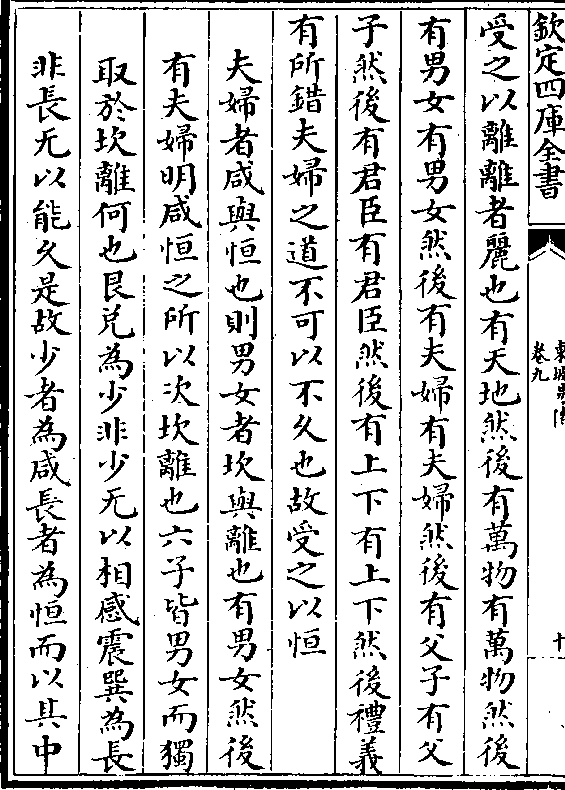 欽定四庫全書
東坡易傳
卷九
十
受之以離離者麗也有天地然後有萬物有萬物然後
有男女有男女然後有夫婦有夫婦然後有父子有父
子然後有君臣有君臣然後有上下有上下然後禮義
有所錯夫婦之道不可以不久也故受之以恒
夫婦者咸與恒也則男女者坎與離也有男女然後
有夫婦明咸恒之所以次坎離也六子皆男女而獨
取於坎離何也艮兌為少非少无以相感震巽為長
非長无以能久是故少者為咸長者為恒而以其中